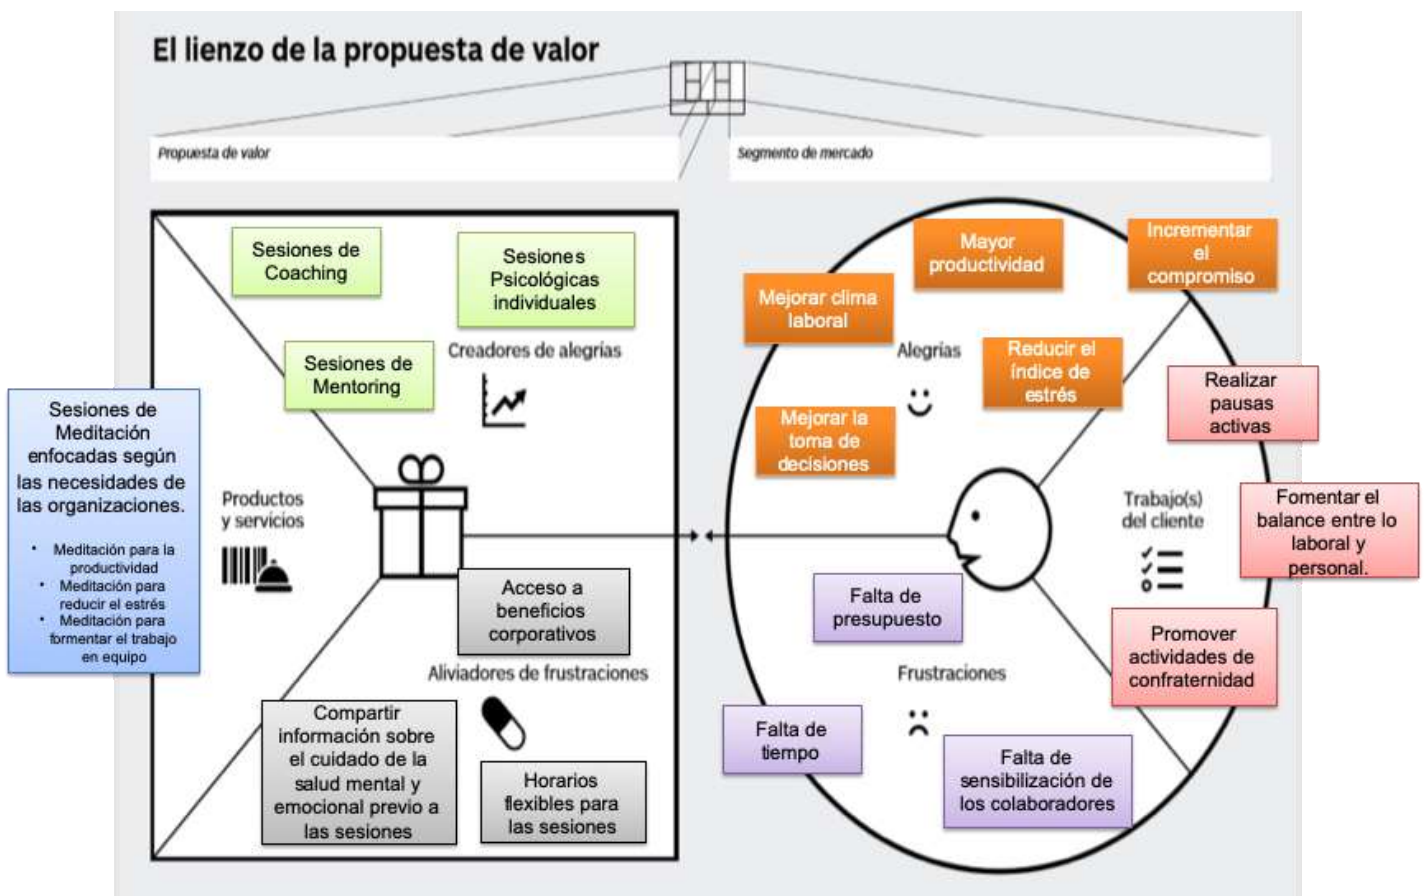 El lienzo de la propuesta de valor
Propuesta de valor
Segmento de mercado
Sesiones de
Coaching
Sesiones
Psicológicas
individuales
Sesiones de
Mentoring
Creadores de alegrías
Sesiones de
Meditación
enfocadas según
las necesidades de
las organizaciones.
• Meditación para la
productividad
• Meditación para
reducir el estrés
• Meditación para
formentar el trabajo
en equipo
Productos
y servicios
Acceso a
beneficios
corporativos
Aliviadores de frustraciones
Compartir
información sobre
el cuidado de la
salud mental y
emocional previo a
las sesiones
Horarios
flexibles para
las sesiones
Mayor
productividad
Incrementar
el
compromiso
Mejorar clima
laboral
Alegrías
Reducir el
índice de
estrés
Mejorar la
toma de
decisiones
Realizar
pausas
activas
Trabajo(s)
del cliente
Fomentar el
balance entre lo
laboral y
personal.
Promover
actividades de
confraternidad
Falta de
presupuesto
Frustraciones
Falta de
tiempo
Falta de
sensibilización de
los colaboradores